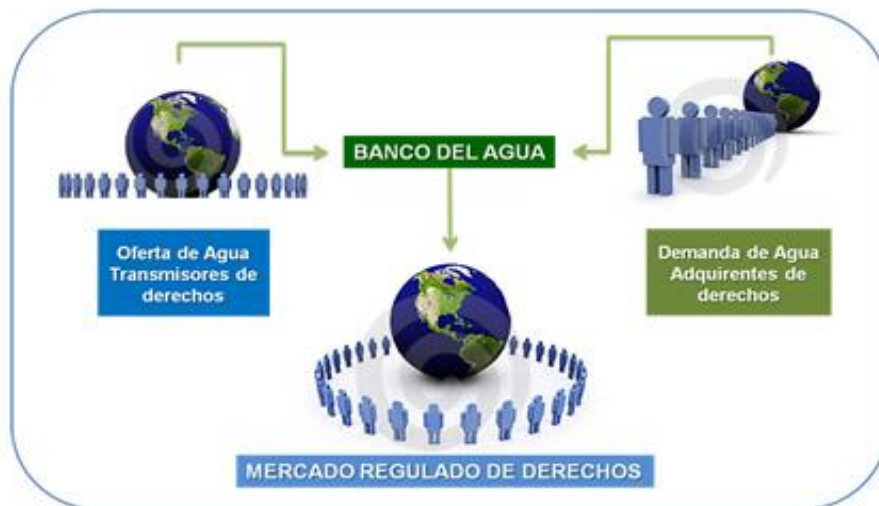 BANCO DEL AGUA
Oferta de Agua
Transmisores de
derechos
Demanda de Agua
Adquirentes de
derechos
MERCADO REGULADO DE DERECHOS